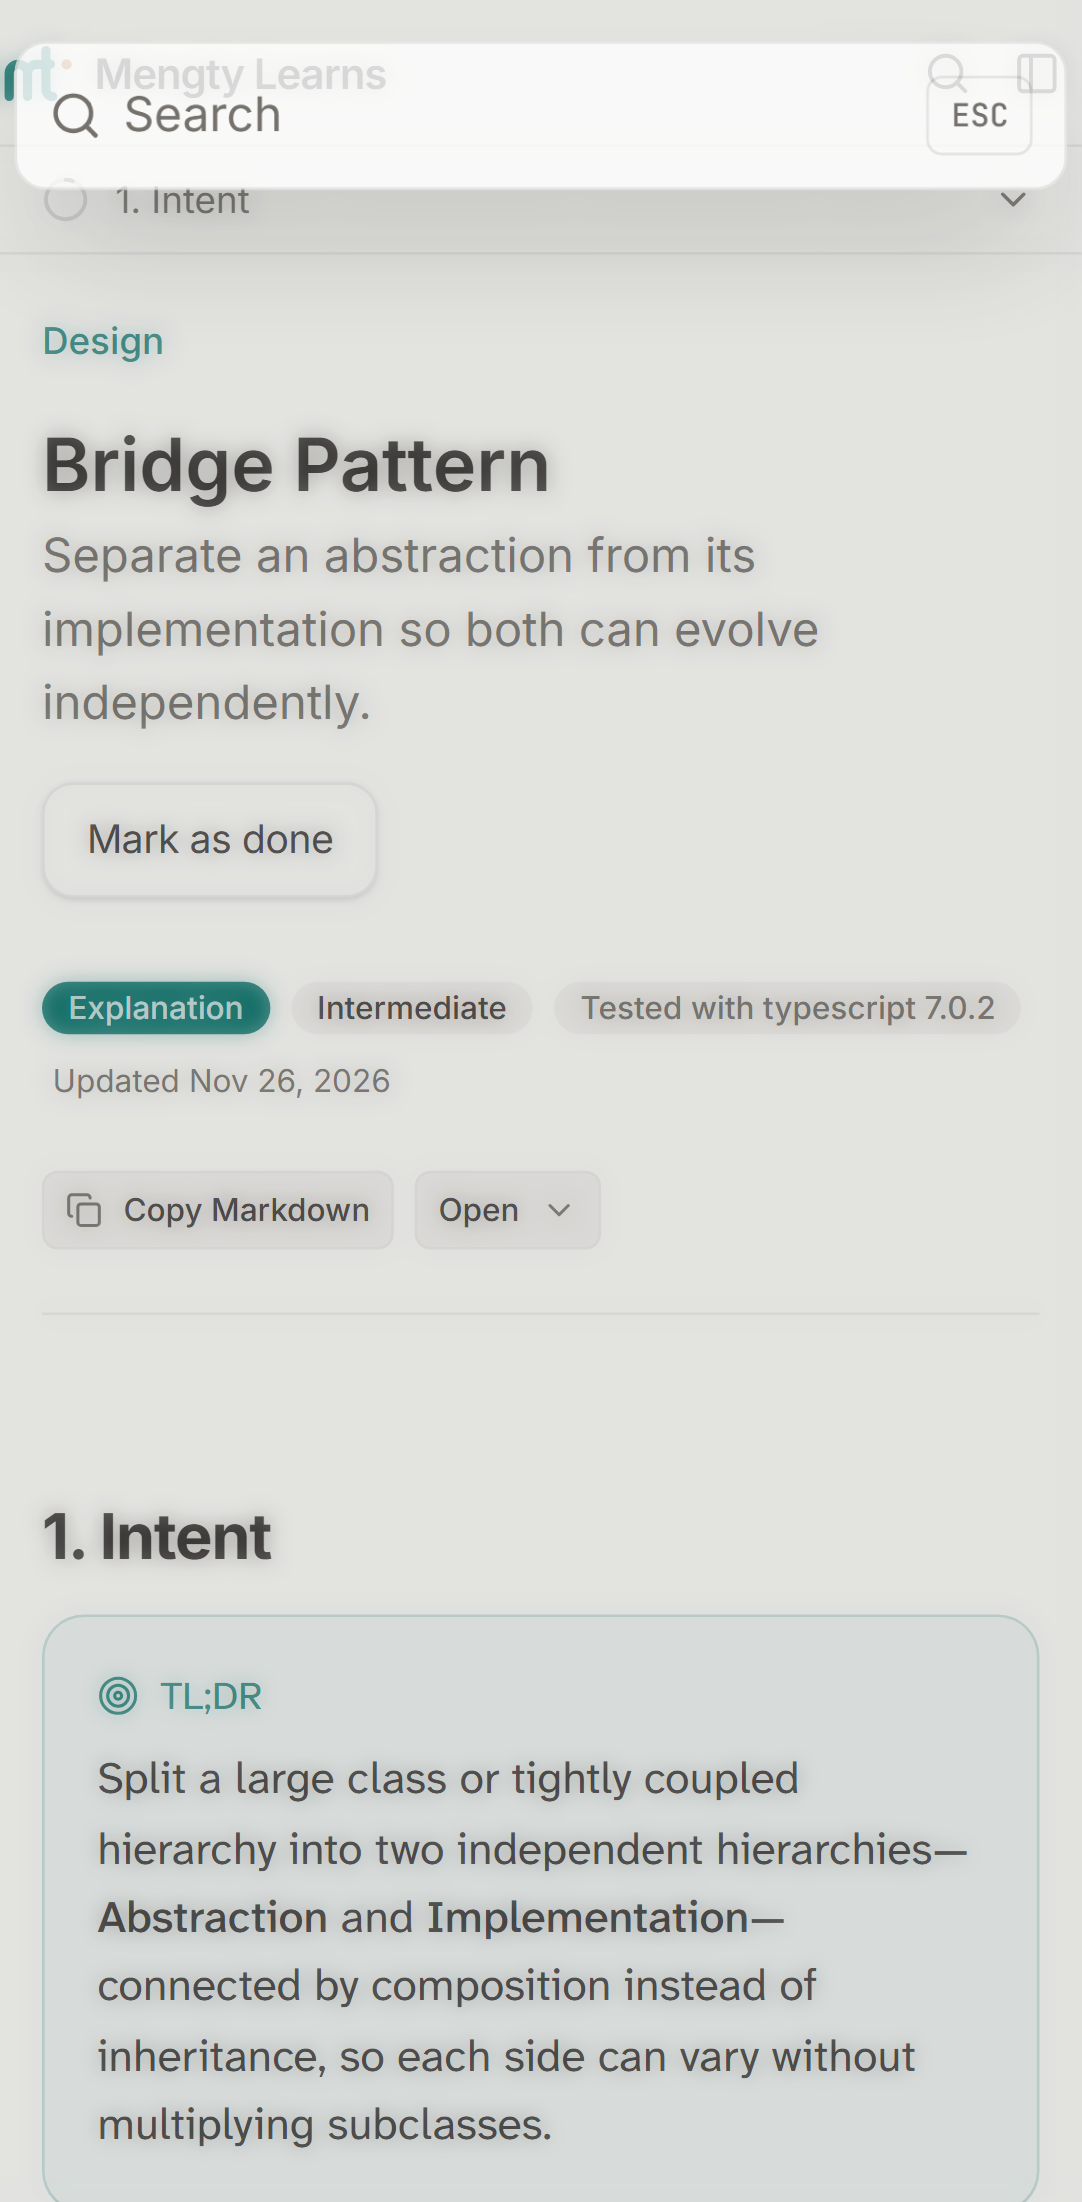 mt Mengty Learns
Search ESC
1. Intent
Design
Bridge Pattern
Separate an abstraction from its
implementation so both can evolve
independently.
Mark as done
Explanation Intermediate Tested with typescript 7.0.2
Updated Nov 26, 2026
Copy Markdown Open
1. Intent
TL;DR
Split a large class or tightly coupled
hierarchy into two independent hierarchies—
Abstraction and Implementation—
connected by composition instead of
inheritance, so each side can vary without
multiplying subclasses.